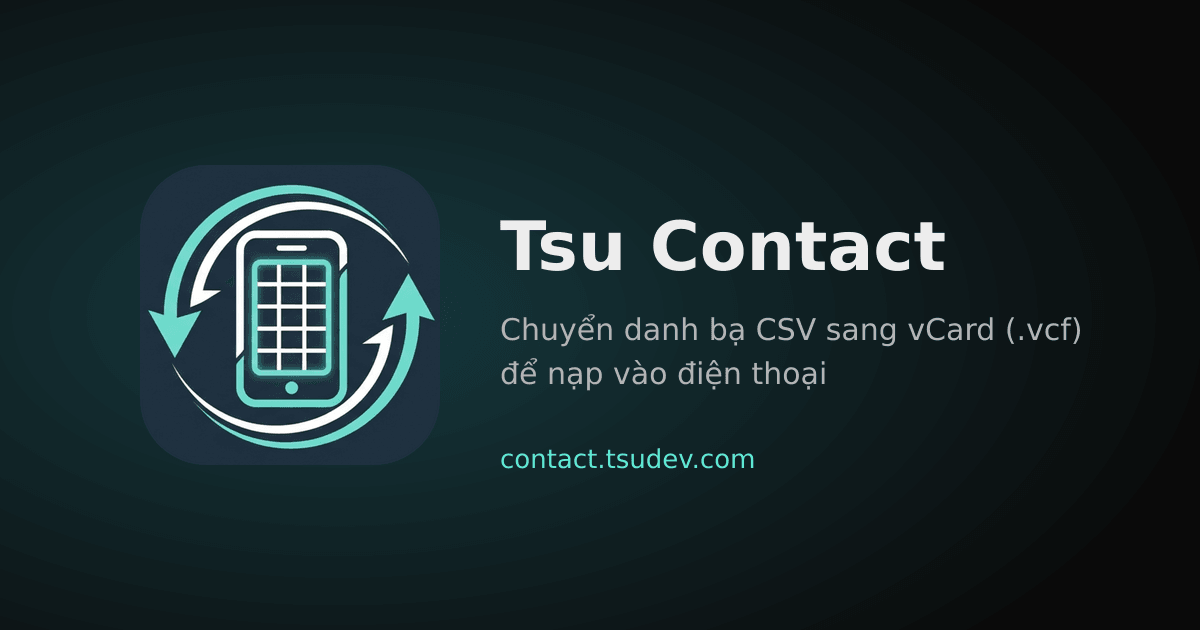 Tsu Contact
Chuyển danh bạ CSV sang vCard (.vcf)
để nạp vào điện thoại
contact.tsudev.com